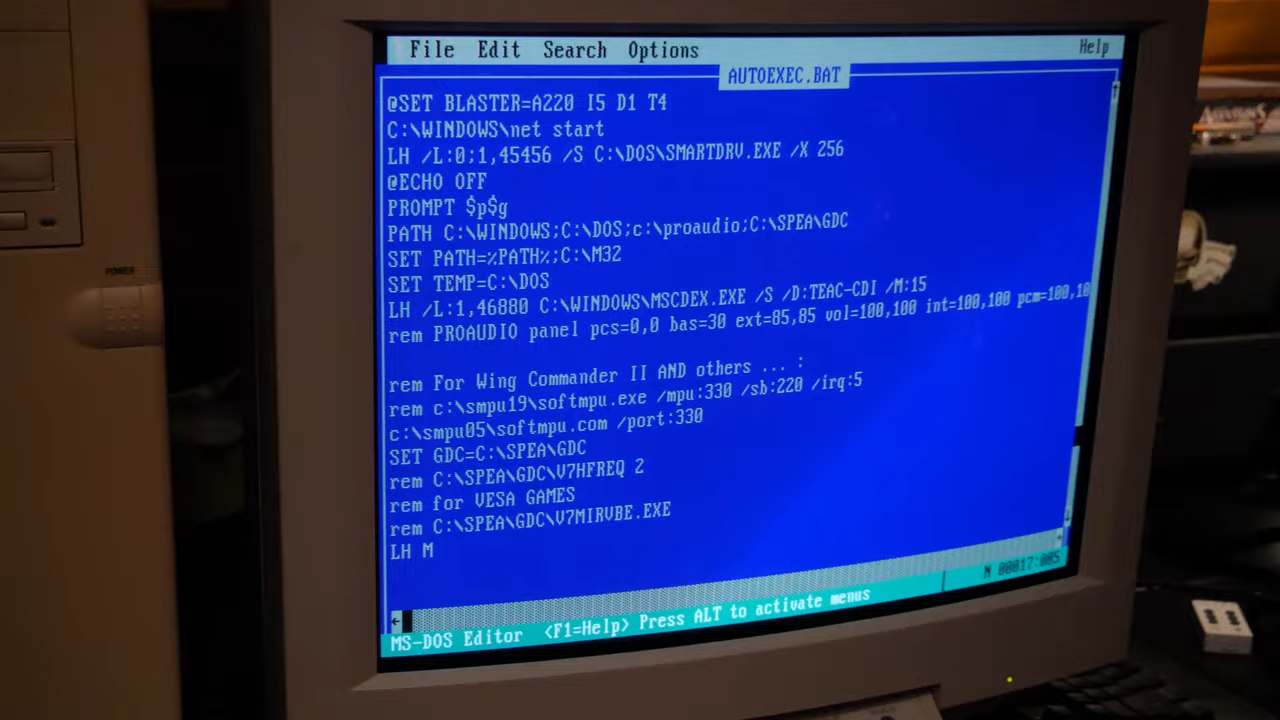 File Edit Search Options Help
AUTOEXEC.BAT
@SET BLASTER=A220 I5 D1 T4
C:\WINDOWS\net start
LH /L:0;1,45456 /S C:\DOS\SMARTDRV.EXE /X 256
@ECHO OFF
PROMPT $p$g
PATH C:\WINDOWS;C:\DOS;c:\proaudio;C:\SPEA\GDC
SET PATH=%PATH%;C:\M32
SET TEMP=C:\DOS
LH /L:1,46880 C:\WINDOWS\MSCDEX.EXE /S /D:TEAC-CDI /M:15
rem PROAUDIO panel pcs=0,0 bas=30 ext=85,85 vol=100,100 int=100,100 pcm=100,10
rem For Wing Commander II AND others ... :
rem c:\smpu19\softmpu.exe /mpu:330 /sb:220 /irq:5
c:\smpu05\softmpu.com /port:330
SET GDC=C:\SPEA\GDC
rem C:\SPEA\GDC\V7HFREQ 2
rem for VESA GAMES
rem C:\SPEA\GDC\V7MIRVBE.EXE
LH M
MS-DOS Editor <F1=Help> Press ALT to activate menus N 00017:005
POWER